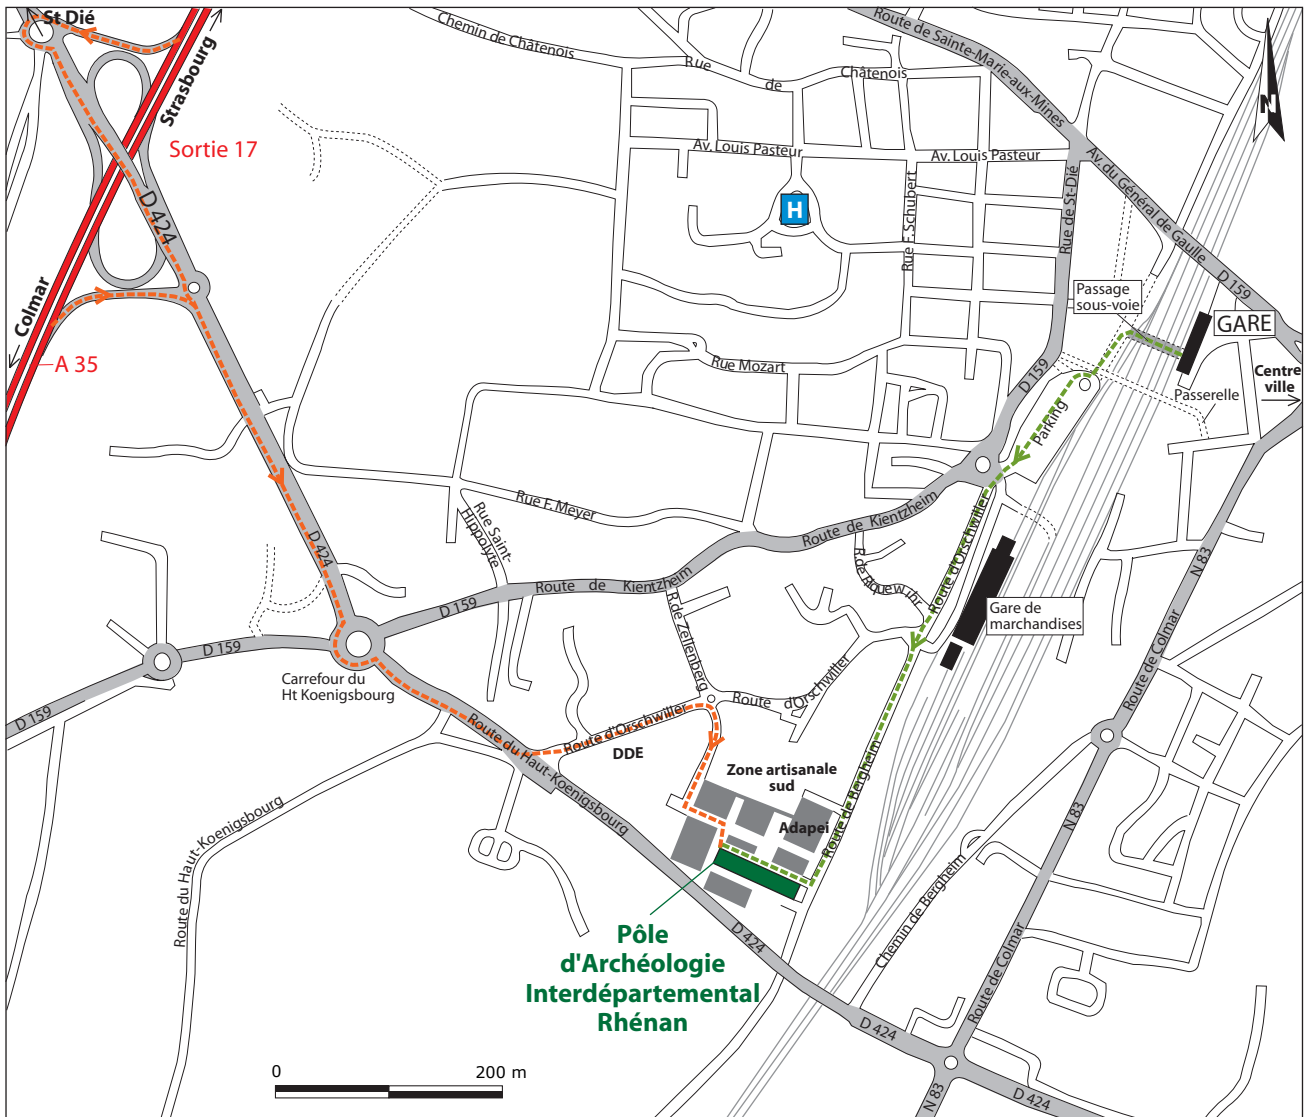 St Dié
Strasbourg
Chemin de Châtenois
Rue
de
Châtenois
Route de Sainte-Marie-aux-Mines
N
Sortie 17
Av. Louis Pasteur
Av. Louis Pasteur
Av. du Général de Gaulle
D 159
Rue de St-Dié
Rue F. Schubert
H
D 424
Passage
sous-voie
GARE
Colmar
A 35
Rue Mozart
D 159
Centre
ville
Passerelle
Parking
Rue F. Meyer
Rue Saint-
Hippolyte
Route de Kientzheim
Route d'Orschwiller
D 424
R. de Riquewihr
N 83
Route de Kientzheim
D 159
R. de Zellenberg
Gare de
marchandises
D 159
Carrefour du
Ht Koenigsbourg
Route de Colmar
D 159
Route d'Orschwiller
Route d'Orschwiller
Route du Haut-Koenigsbourg
DDE
Zone artisanale
sud
Adapei
Route de Bergheim
N 83
Route du Haut-Koenigsbourg
Chemin de Bergheim
Pôle
d'Archéologie
Interdépartemental
Rhénan
D 424
Route de Colmar
D 424
0 200 m
N 83
D 424